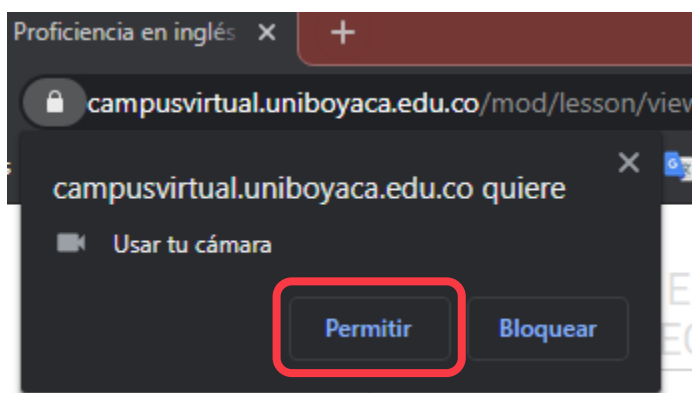 Proficiencia en inglés
campusvirtual.uniboyaca.edu.co/mod/lesson/view
s
campusvirtual.uniboyaca.edu.co quiere
Usar tu cámara
Permitir Bloquear
E
EC